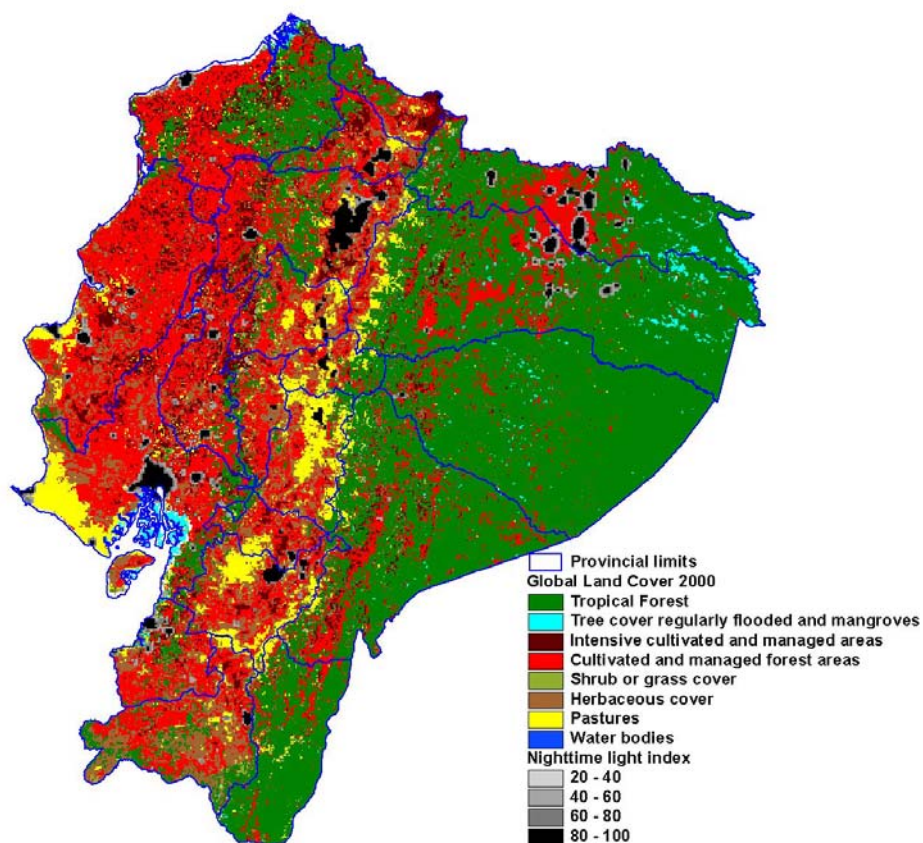 Provincial limits
Global Land Cover 2000
Tropical Forest
Tree cover regularly flooded and mangroves
Intensive cultivated and managed areas
Cultivated and managed forest areas
Shrub or grass cover
Herbaceous cover
Pastures
Water bodies
Nighttime light index
20 - 40
40 - 60
60 - 80
80 - 100